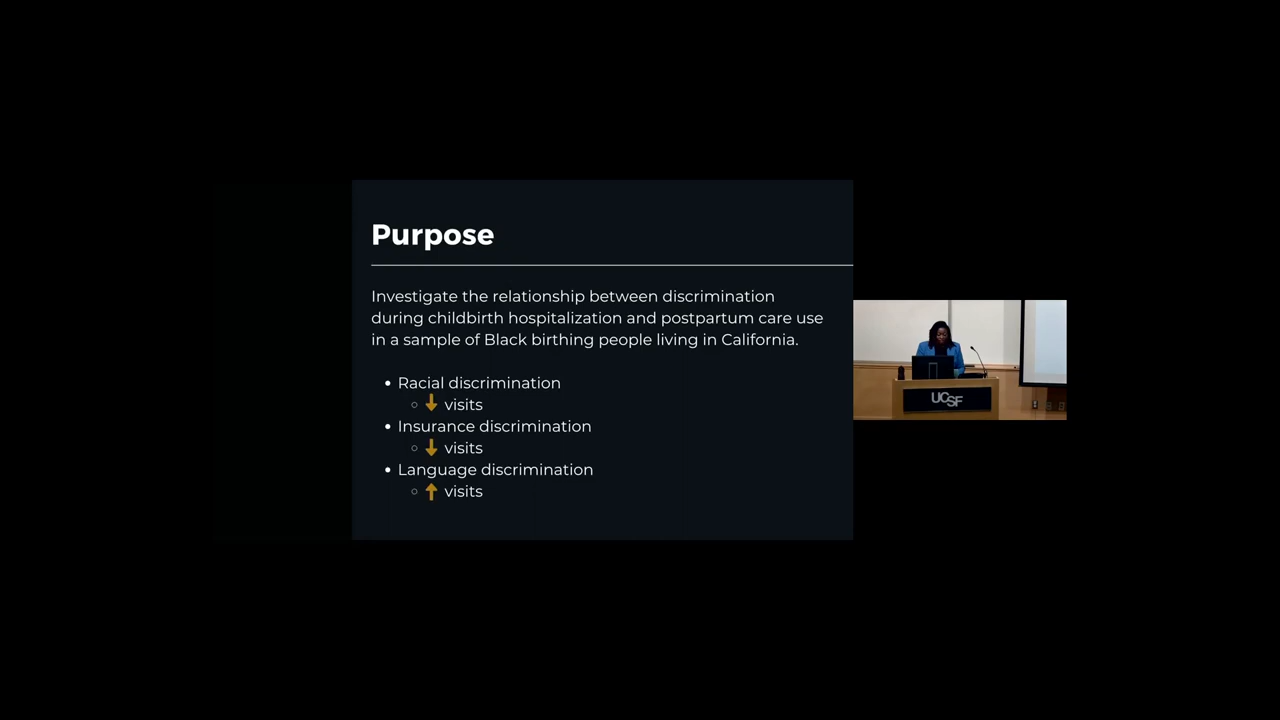 Purpose
Investigate the relationship between discrimination
during childbirth hospitalization and postpartum care use
in a sample of Black birthing people living in California.
• Racial discrimination
○ ↓ visits
• Insurance discrimination
○ ↓ visits
• Language discrimination
○ ↑ visits
UCSF